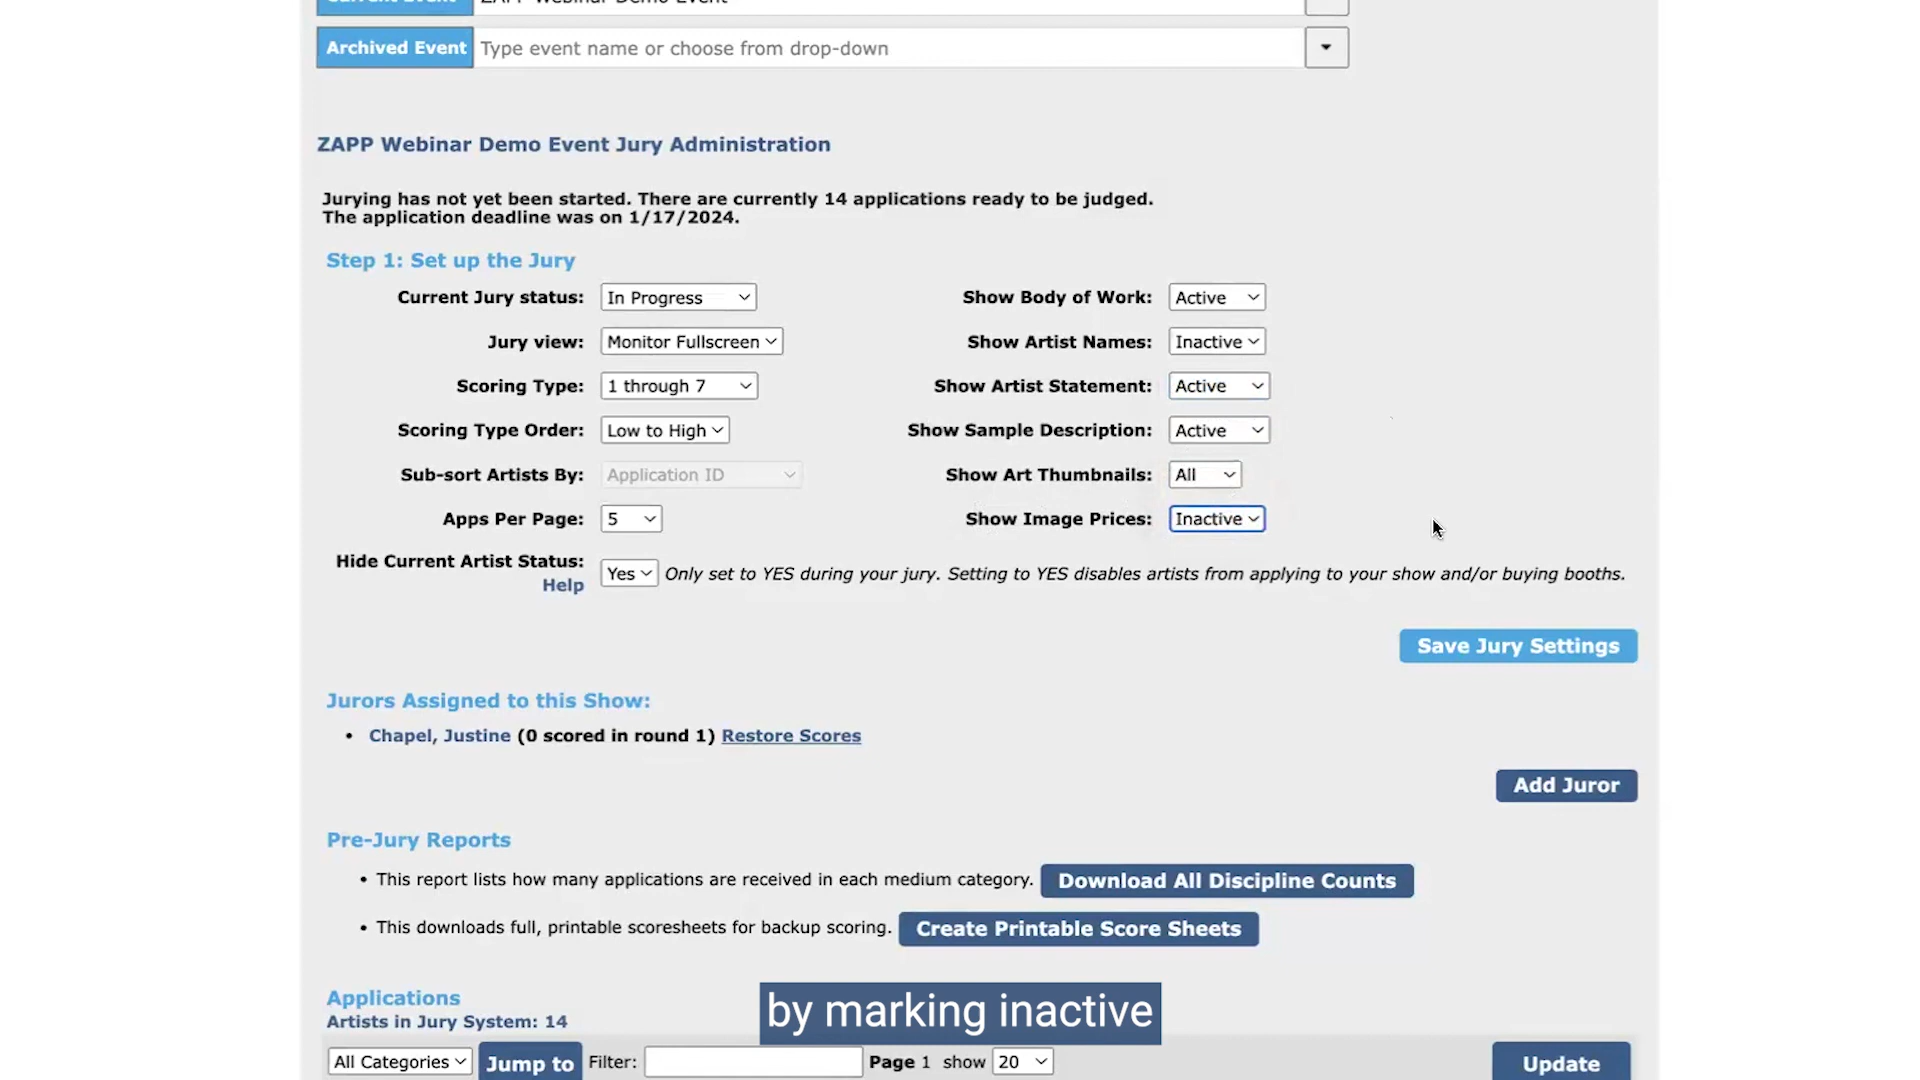 Current Event ZAPP Webinar Demo Event
Archived Event Type event name or choose from drop-down
ZAPP Webinar Demo Event Jury Administration
Jurying has not yet been started. There are currently 14 applications ready to be judged.
The application deadline was on 1/17/2024.
Step 1: Set up the Jury
Current Jury status: In Progress Show Body of Work: Active
Jury view: Monitor Fullscreen Show Artist Names: Inactive
Scoring Type: 1 through 7 Show Artist Statement: Active
Scoring Type Order: Low to High Show Sample Description: Active
Sub-sort Artists By: Application ID Show Art Thumbnails: All
Apps Per Page: 5 Show Image Prices: Inactive
Hide Current Artist Status: Yes Only set to YES during your jury. Setting to YES disables artists from applying to your show and/or buying booths.
Help
Save Jury Settings
Jurors Assigned to this Show:
• Chapel, Justine (0 scored in round 1) Restore Scores
Add Juror
Pre-Jury Reports
• This report lists how many applications are received in each medium category. Download All Discipline Counts
• This downloads full, printable scoresheets for backup scoring. Create Printable Score Sheets
Applications
by marking inactive
Artists in Jury System: 14
All Categories Jump to Filter: Page 1 show 20 Update